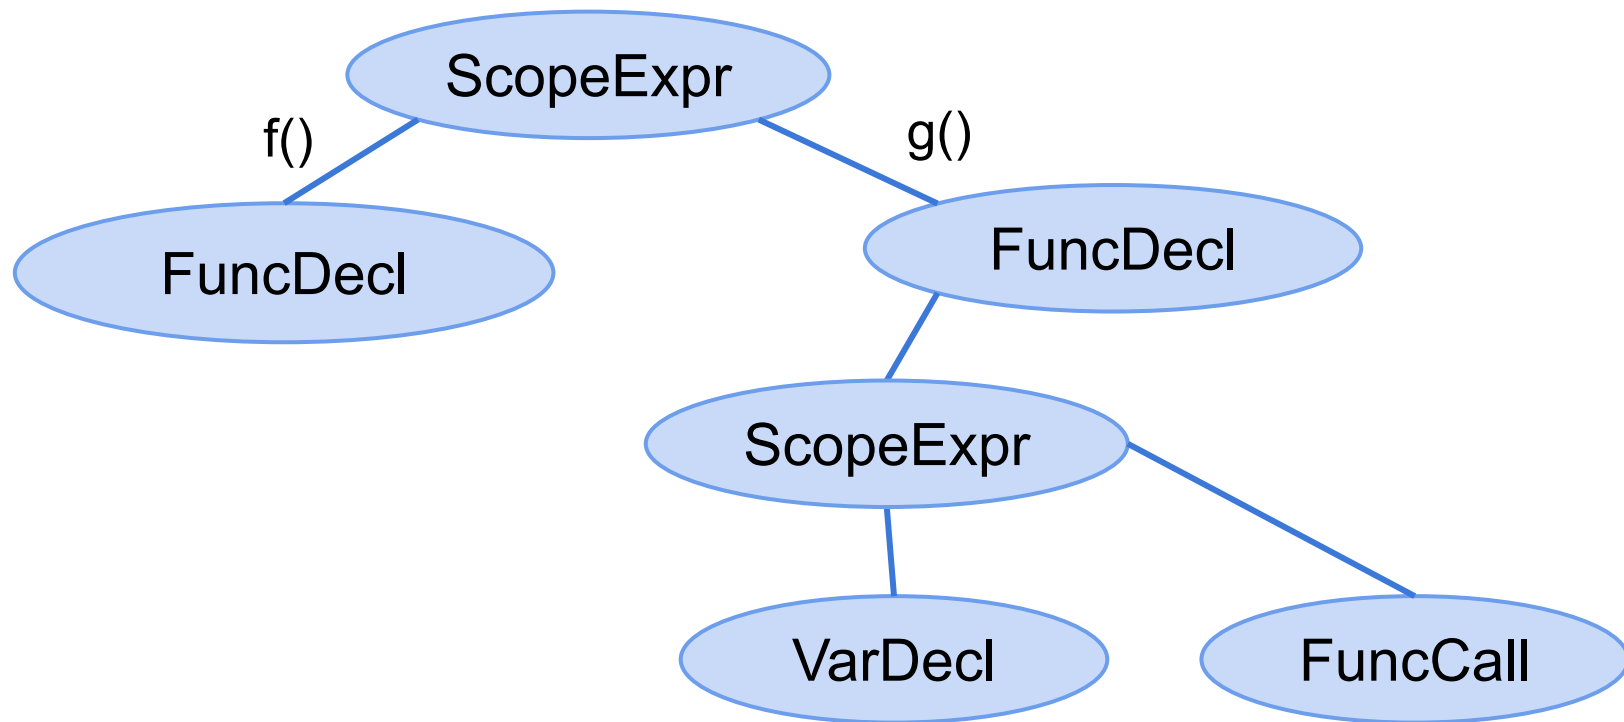 ScopeExpr
f()
g()
FuncDecl
FuncDecl
ScopeExpr
VarDecl
FuncCall